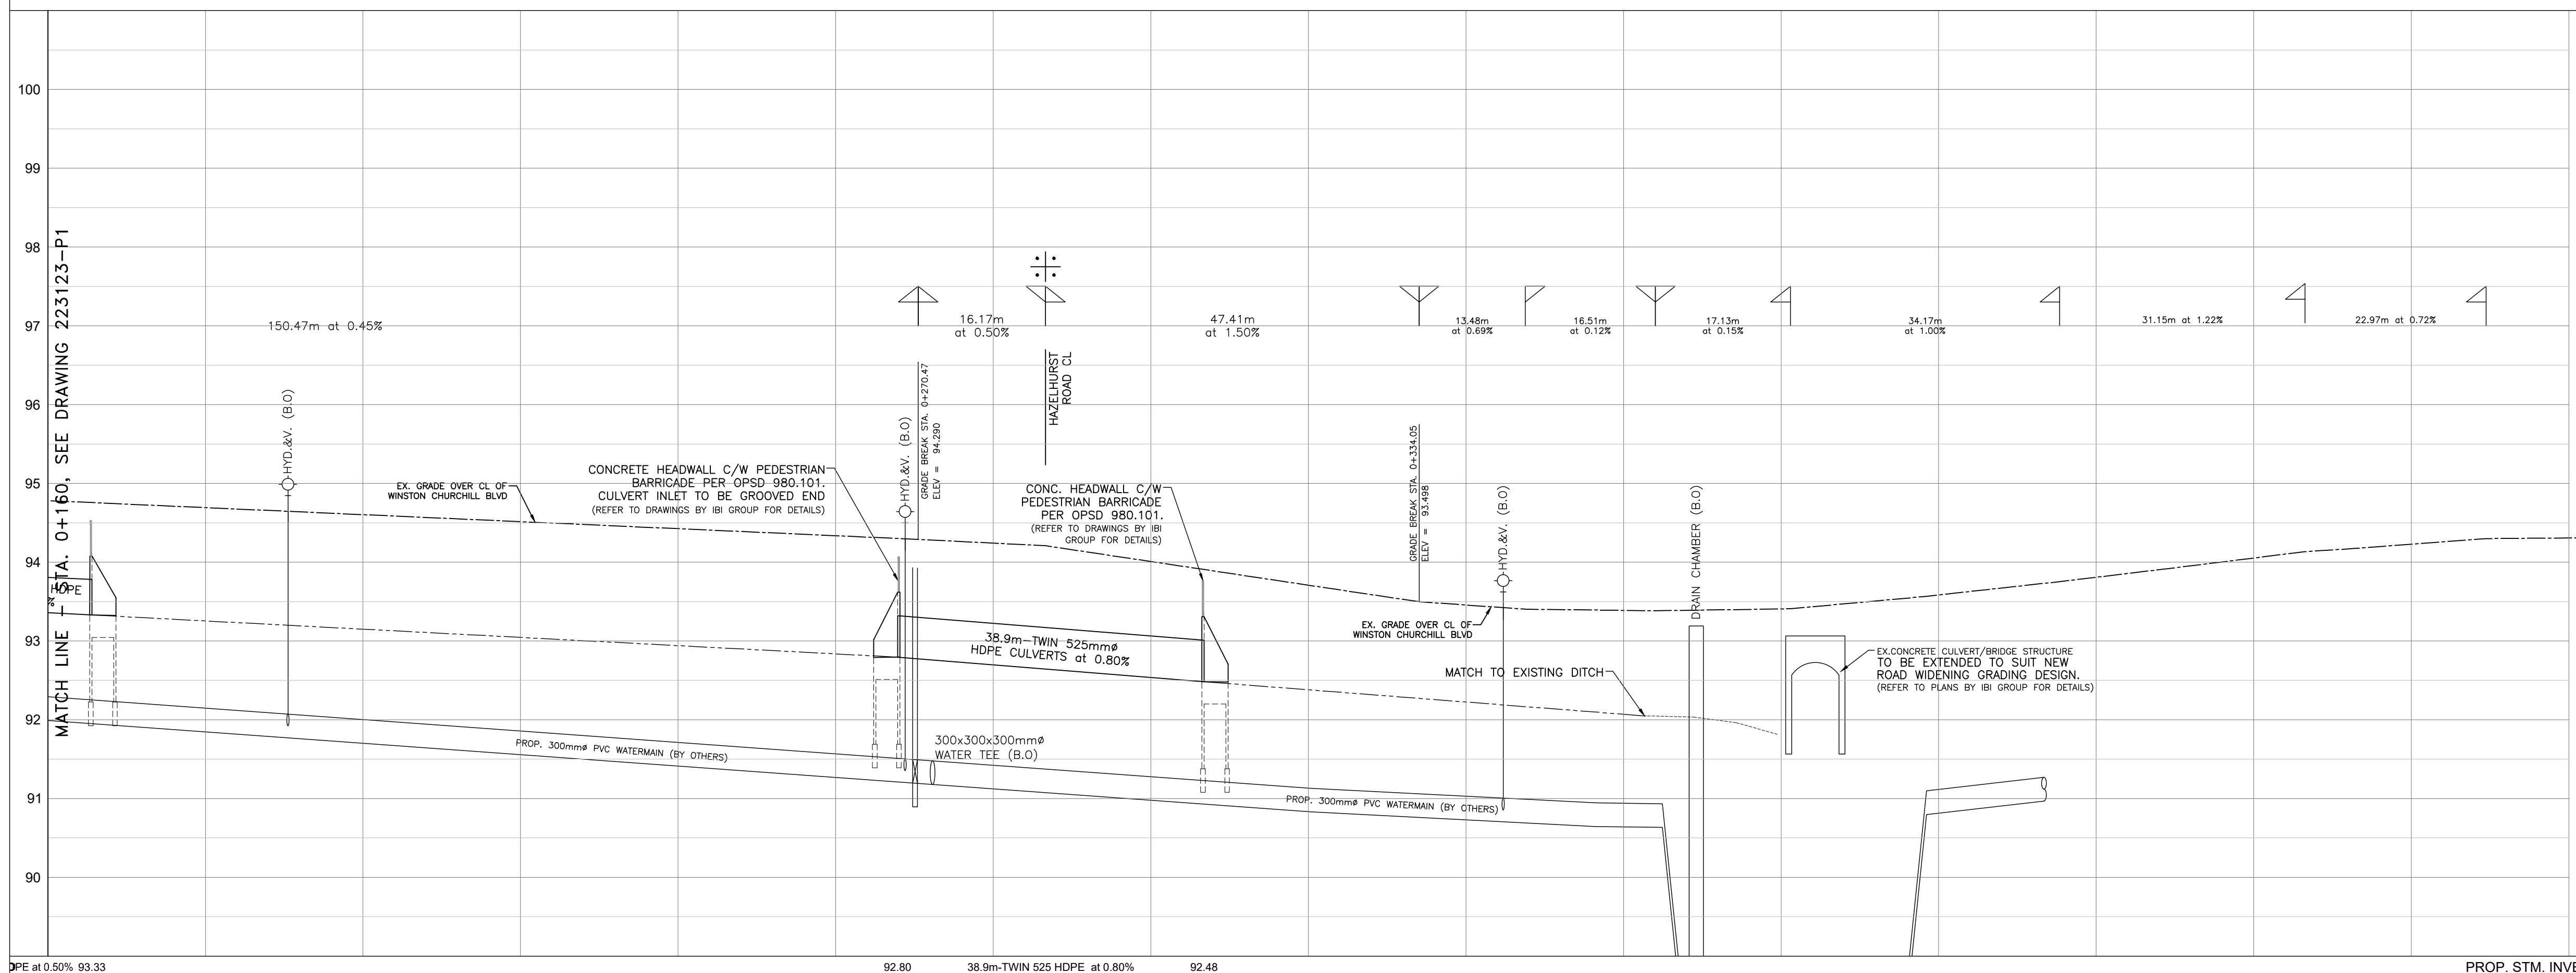 100
99
98
97
96
95
94
93
92
91
90
MATCH LINE - STA. 0+160, SEE DRAWING 2223123-P1
150.47m at 0.45%
16.17m
at 0.50%
47.41m
at 1.50%
13.48m
at 0.69%
16.51m
at 0.12%
17.13m
at 0.15%
34.17m
at 1.00%
31.15m at 1.22%
22.97m at 0.72%
HYD.&V. (B.O)
EX. GRADE OVER CL OF
WINSTON CHURCHILL BLVD
CONCRETE HEADWALL C/W PEDESTRIAN
BARRICADE PER OPSD 980.101.
CULVERT INLET TO BE GROOVED END
(REFER TO DRAWINGS BY IBI GROUP FOR DETAILS)
HYD.&V. (B.O)
GRADE BREAK STA. 0+270.47
ELEV = 94.290
HAZELHURST
ROAD CL
CONC. HEADWALL C/W
PEDESTRIAN BARRICADE
PER OPSD 980.101.
(REFER TO DRAWINGS BY IBI
GROUP FOR DETAILS)
GRADE BREAK STA. 0+334.05
ELEV = 93.498
HYD.&V. (B.O)
DRAIN CHAMBER (B.O)
EX. GRADE OVER CL OF
WINSTON CHURCHILL BLVD
HDPE
%
38.9m-TWIN 525mmø
HDPE CULVERTS at 0.80%
MATCH TO EXISTING DITCH
EX.CONCRETE CULVERT/BRIDGE STRUCTURE
TO BE EXTENDED TO SUIT NEW
ROAD WIDENING GRADING DESIGN.
(REFER TO PLANS BY IBI GROUP FOR DETAILS)
PROP. 300mmø PVC WATERMAIN (BY OTHERS)
300x300x300mmø
WATER TEE (B.O)
PROP. 300mmø PVC WATERMAIN (BY OTHERS)
DPE at 0.50% 93.33
92.80
38.9m-TWIN 525 HDPE at 0.80%
92.48
PROP. STM. INVE